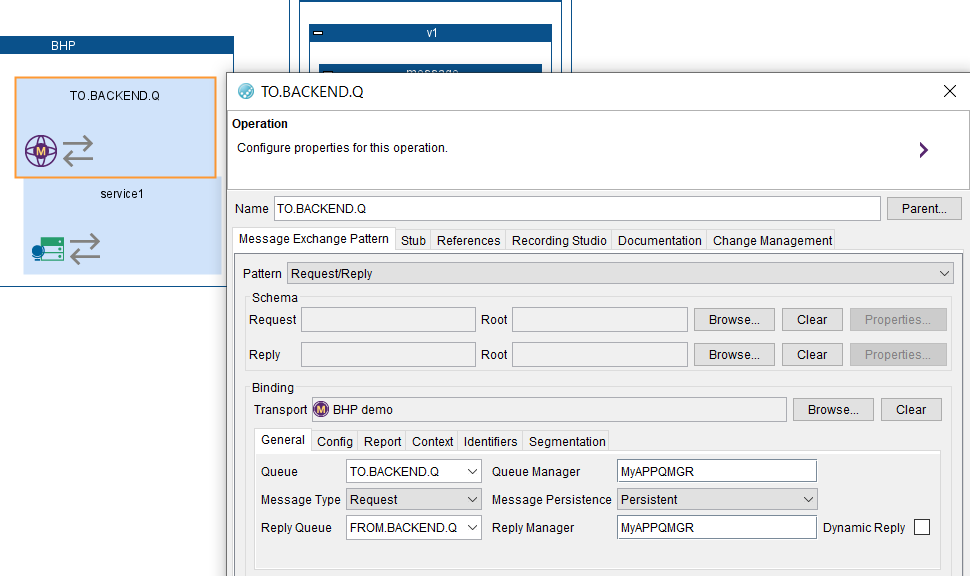 v1
BHP
message
TO.BACKEND.Q
TO.BACKEND.Q
Operation
Configure properties for this operation.
M
service1
Name TO.BACKEND.Q Parent...
Message Exchange Pattern Stub References Recording Studio Documentation Change Management
Pattern Request/Reply
Schema
Request Root Browse... Clear Properties...
Reply Root Browse... Clear Properties...
Binding
Transport M BHP demo Browse... Clear
General Config Report Context Identifiers Segmentation
Queue TO.BACKEND.Q Queue Manager MyAPPQMGR
Message Type Request Message Persistence Persistent
Reply Queue FROM.BACKEND.Q Reply Manager MyAPPQMGR Dynamic Reply